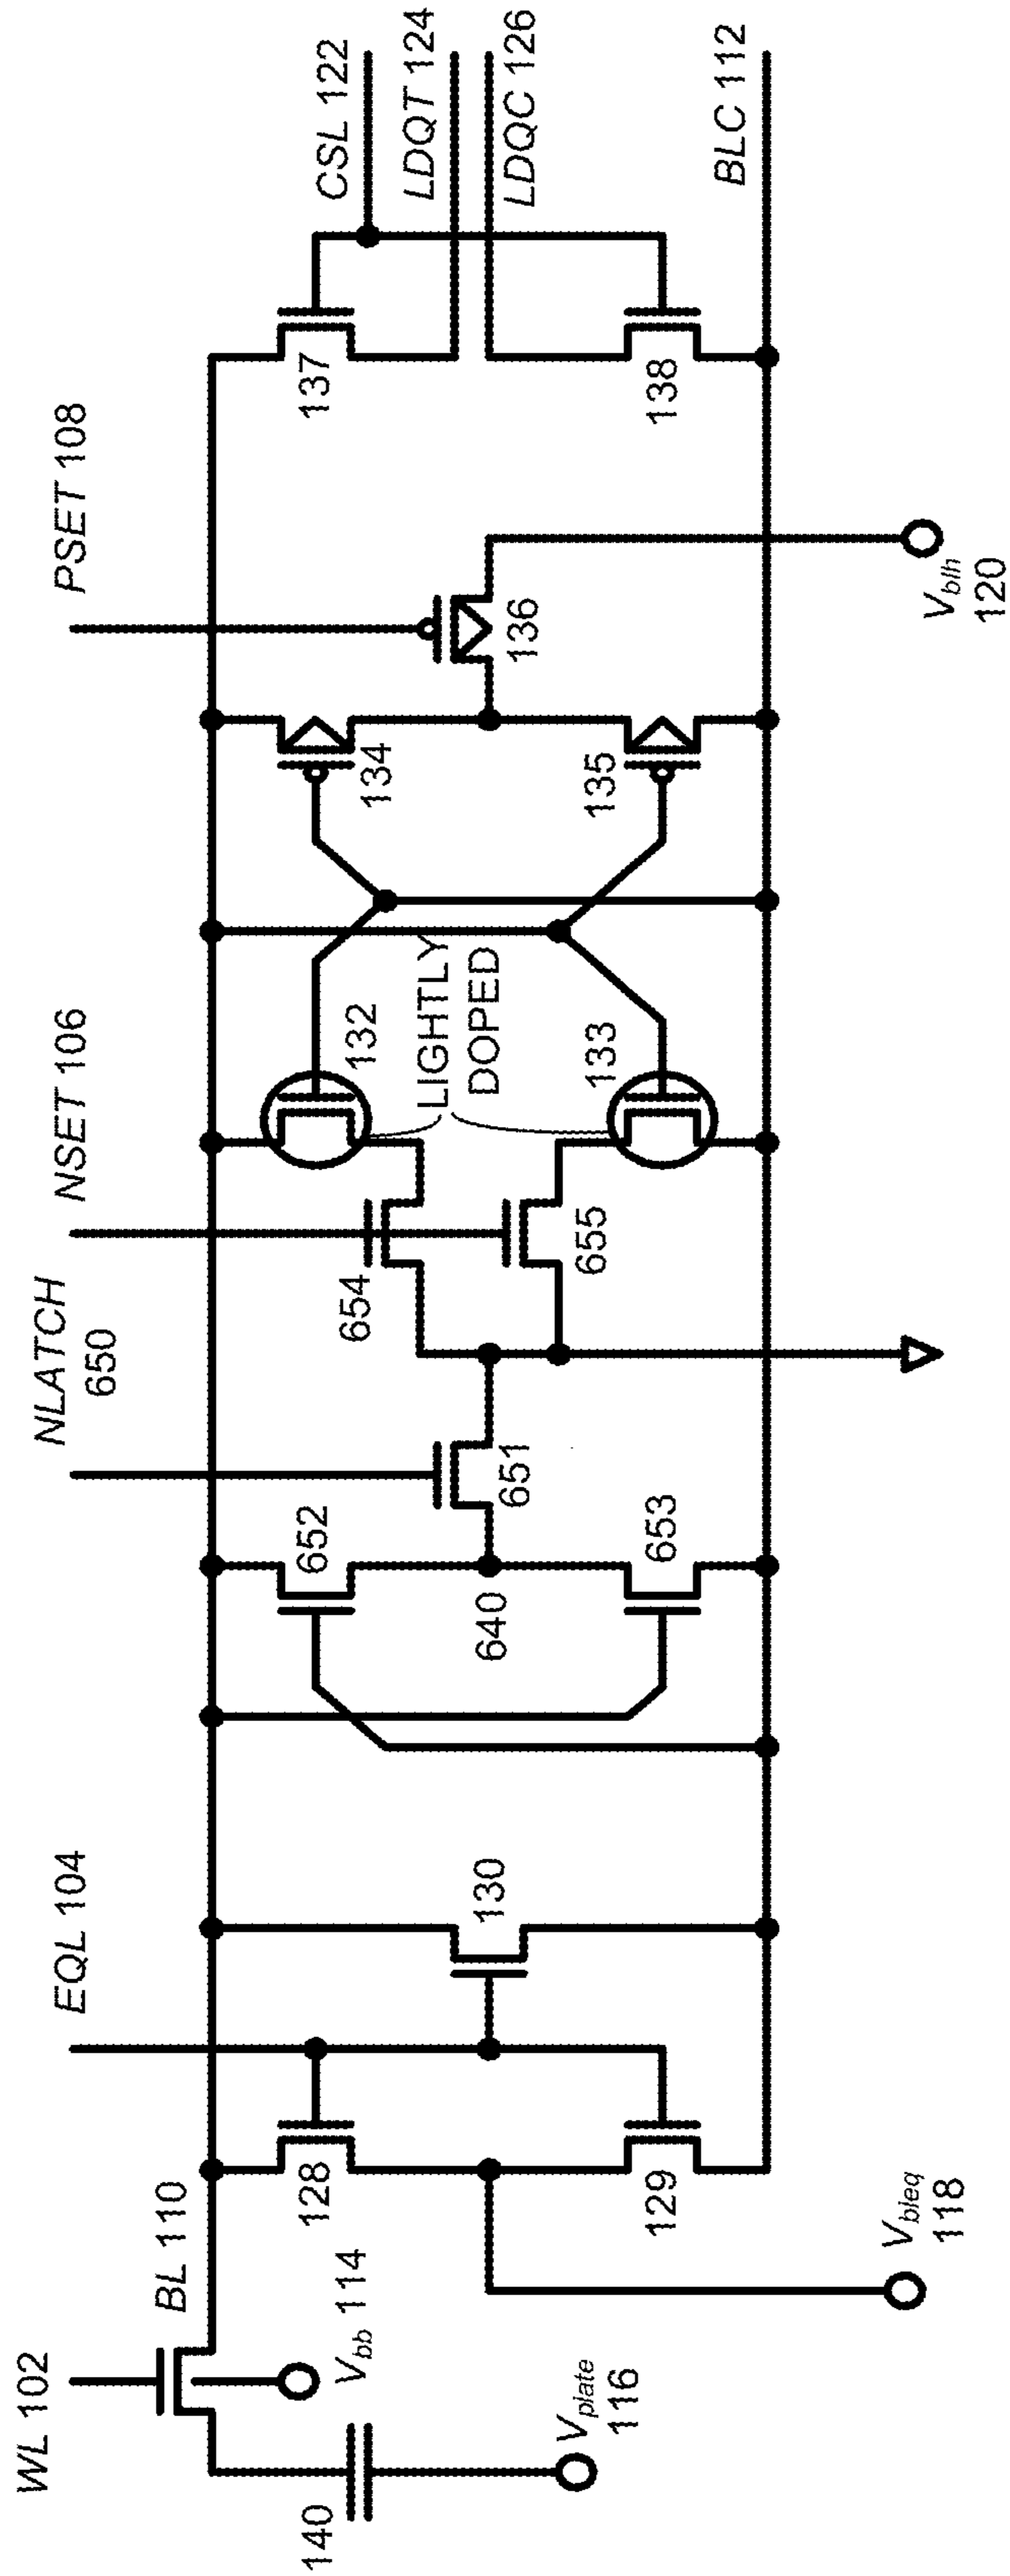 WL 102
BL 110
V_bb 114
140
V_plate
116
EQL 104
128
129
130
V_bleq
118
NLATCH
650
652
640
653
651
NSET 106
654
655
132
133
LIGHTLY
DOPED
PSET 108
134
135
136
V_blh
120
137
138
CSL 122
LDQT 124
LDQC 126
BLC 112